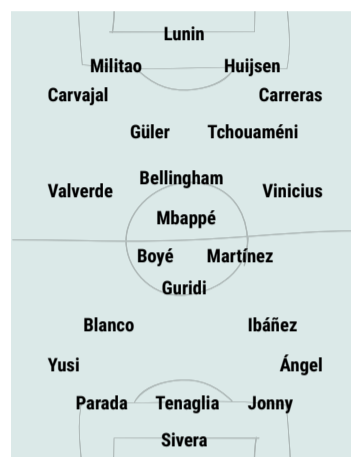 Lunin
Militao Huijsen
Carvajal Carreras
Güler Tchouaméni
Bellingham
Valverde Vinicius
Mbappé
Boyé Martínez
Guridi
Blanco Ibáñez
Yusi Ángel
Parada Tenaglia Jonny
Sivera